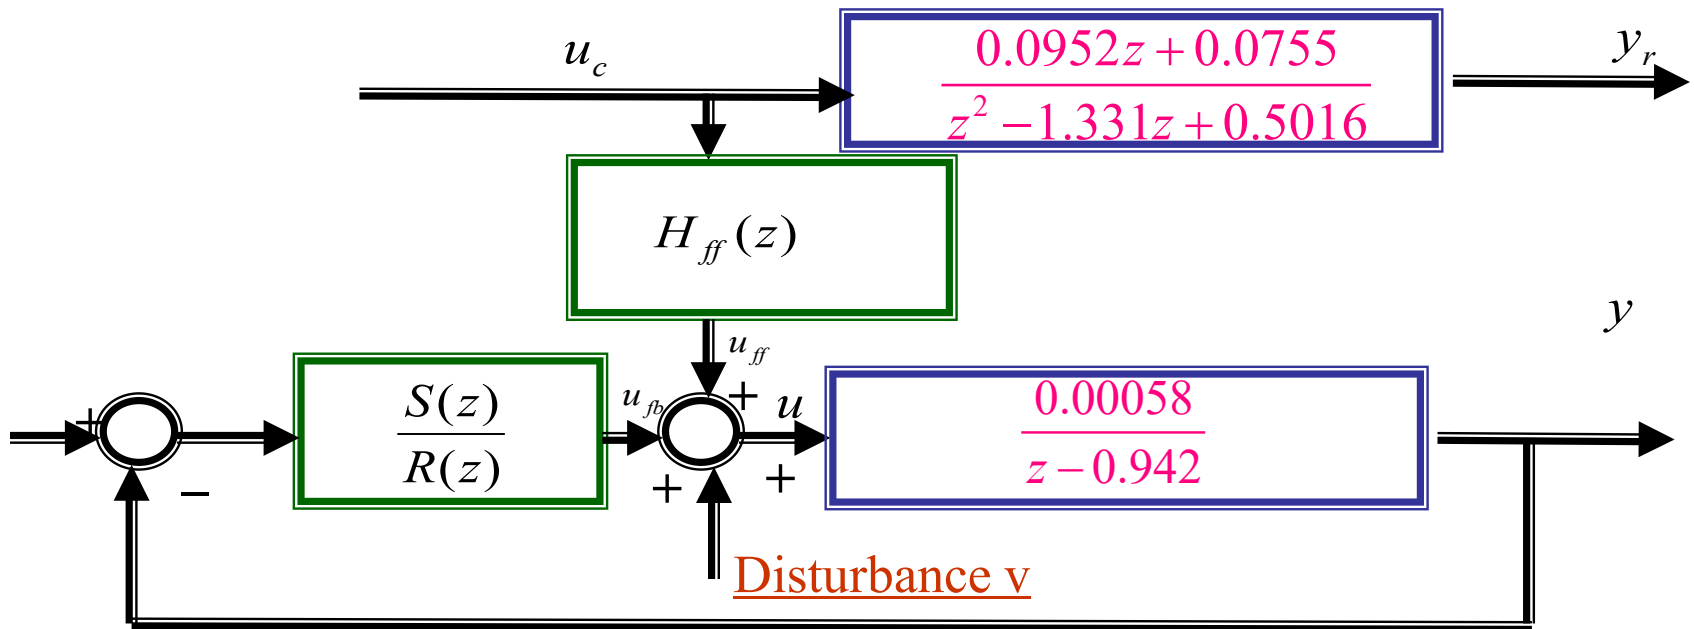 u_c
0.0952z + 0.0755
z^2 − 1.331z + 0.5016
y_r
H_ff(z)
u_ff
y
+
S(z)
R(z)
u_fb
+
u
0.00058
z − 0.942
−
+
+
Disturbance v